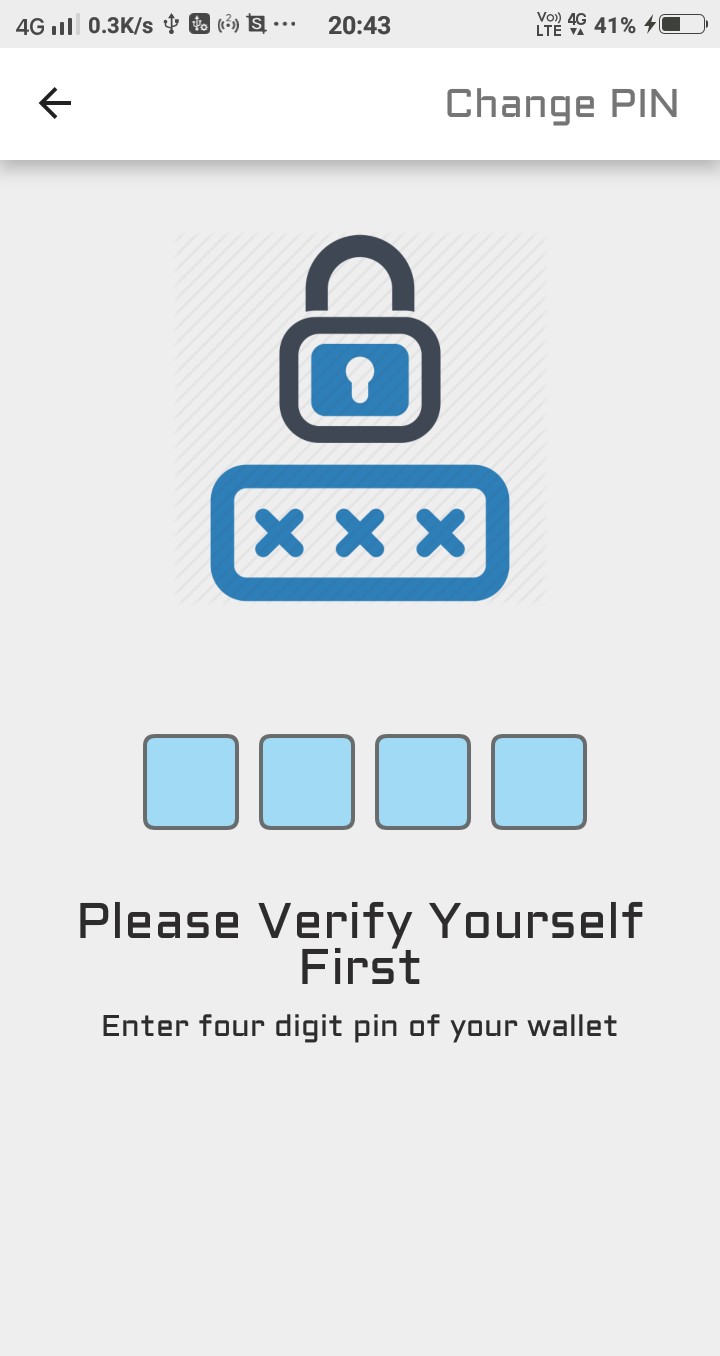 4G 0.3K/s 2 S ... 20:43 Vo)) LTE 4G 41%
Change PIN
Please Verify Yourself
First
Enter four digit pin of your wallet